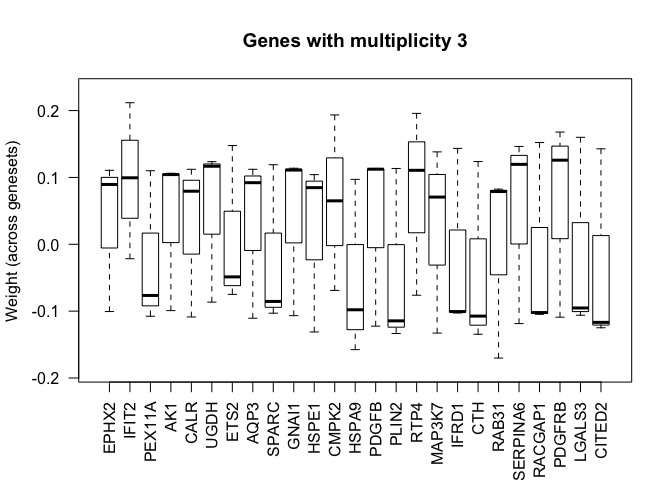 Genes with multiplicity 3
Weight (across genesets)
0.2
0.1
0.0
-0.1
-0.2
EPHX2
IFIT2
PEX11A
AK1
CALR
UGDH
ETS2
AQP3
SPARC
GNAI1
HSPE1
CMPK2
HSPA9
PDGFB
PLIN2
RTP4
MAP3K7
IFRD1
CTH
RAB31
SERPINA6
RACGAP1
PDGFRB
LGALS3
CITED2